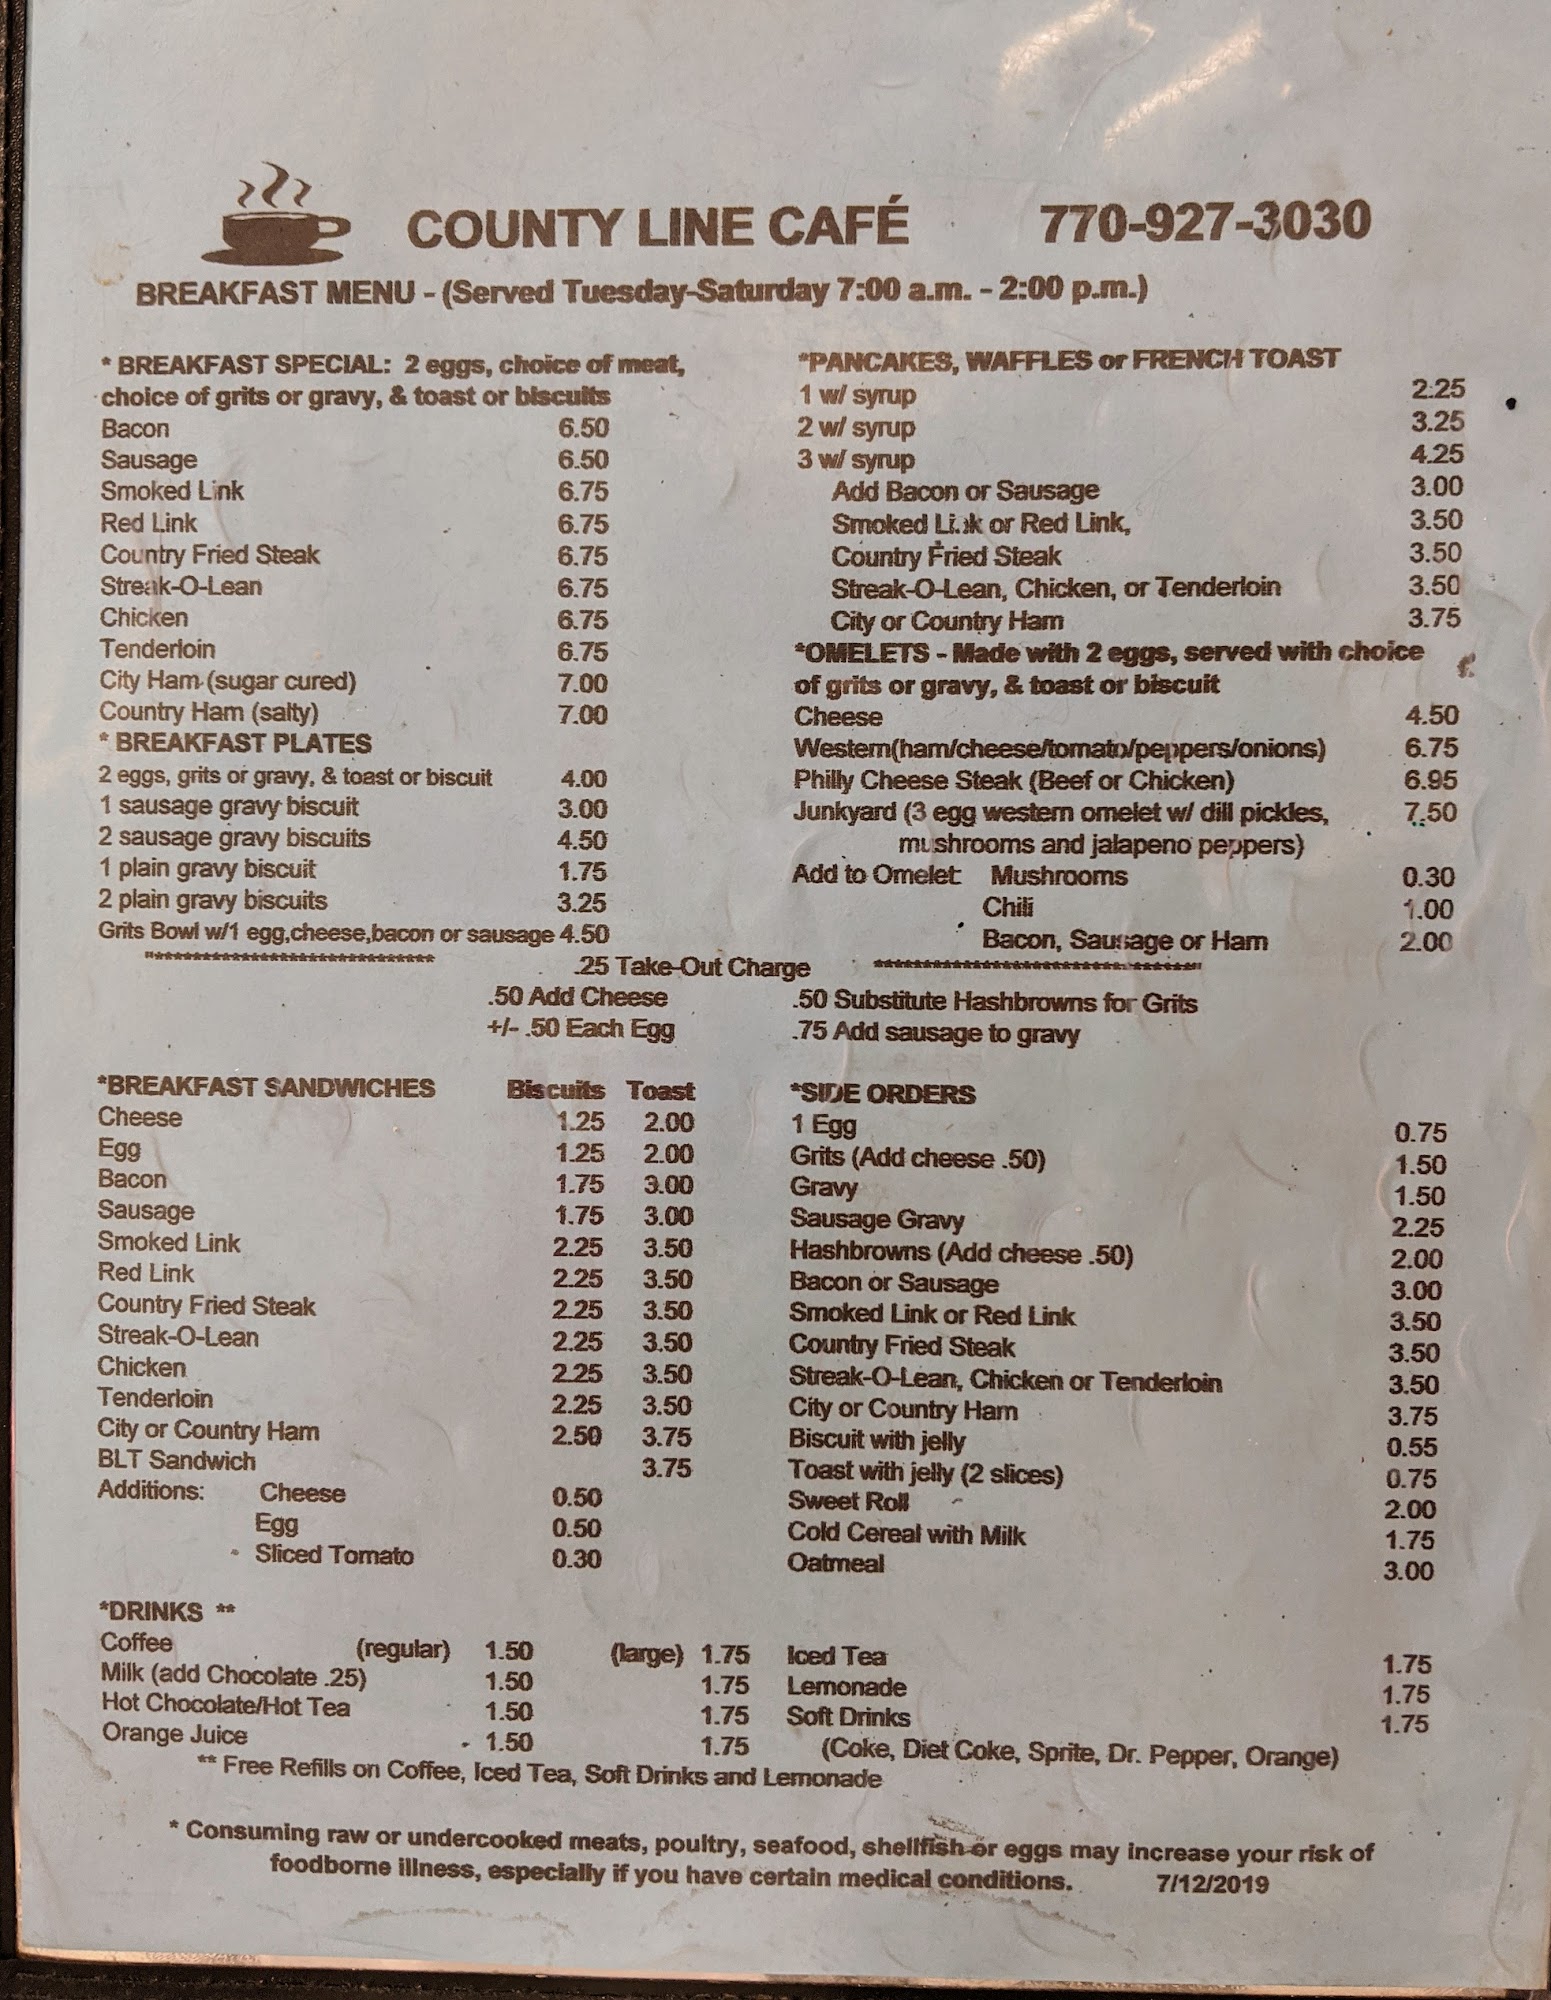 COUNTY LINE CAFÉ 770-927-3030
BREAKFAST MENU - (Served Tuesday-Saturday 7:00 a.m. - 2:00 p.m.)
* BREAKFAST SPECIAL: 2 eggs, choice of meat,
choice of grits or gravy, & toast or biscuits
Bacon 6.50
Sausage 6.50
Smoked Link 6.75
Red Link 6.75
Country Fried Steak 6.75
Streak-O-Lean 6.75
Chicken 6.75
Tenderloin 6.75
City Ham (sugar cured) 7.00
Country Ham (salty) 7.00
* BREAKFAST PLATES
2 eggs, grits or gravy, & toast or biscuit 4.00
1 sausage gravy biscuit 3.00
2 sausage gravy biscuits 4.50
1 plain gravy biscuit 1.75
2 plain gravy biscuits 3.25
Grits Bowl w/1 egg,cheese,bacon or sausage 4.50
*PANCAKES, WAFFLES or FRENCH TOAST
1 w/ syrup 2.25
2 w/ syrup 3.25
3 w/ syrup 4.25
Add Bacon or Sausage 3.00
Smoked Link or Red Link, 3.50
Country Fried Steak 3.50
Streak-O-Lean, Chicken, or Tenderloin 3.50
City or Country Ham 3.75
*OMELETS - Made with 2 eggs, served with choice
of grits or gravy, & toast or biscuit
Cheese 4.50
Western(ham/cheese/tomato/peppers/onions) 6.75
Philly Cheese Steak (Beef or Chicken) 6.95
Junkyard (3 egg western omelet w/ dill pickles, 7.50
mushrooms and jalapeno peppers)
Add to Omelet: Mushrooms 0.30
Chili 1.00
Bacon, Sausage or Ham 2.00
.25 Take-Out Charge
.50 Add Cheese .50 Substitute Hashbrowns for Grits
+/- .50 Each Egg .75 Add sausage to gravy
*BREAKFAST SANDWICHES Biscuits Toast
Cheese 1.25 2.00
Egg 1.25 2.00
Bacon 1.75 3.00
Sausage 1.75 3.00
Smoked Link 2.25 3.50
Red Link 2.25 3.50
Country Fried Steak 2.25 3.50
Streak-O-Lean 2.25 3.50
Chicken 2.25 3.50
Tenderloin 2.25 3.50
City or Country Ham 2.50 3.75
BLT Sandwich 3.75
Additions: Cheese 0.50
Egg 0.50
Sliced Tomato 0.30
*SIDE ORDERS
1 Egg 0.75
Grits (Add cheese .50) 1.50
Gravy 1.50
Sausage Gravy 2.25
Hashbrowns (Add cheese .50) 2.00
Bacon or Sausage 3.00
Smoked Link or Red Link 3.50
Country Fried Steak 3.50
Streak-O-Lean, Chicken or Tenderloin 3.50
City or Country Ham 3.75
Biscuit with jelly 0.55
Toast with jelly (2 slices) 0.75
Sweet Roll 2.00
Cold Cereal with Milk 1.75
Oatmeal 3.00
*DRINKS **
Coffee (regular) 1.50 (large) 1.75
Milk (add Chocolate .25) 1.50 1.75
Hot Chocolate/Hot Tea 1.50 1.75
Orange Juice 1.50 1.75
Iced Tea 1.75
Lemonade 1.75
Soft Drinks 1.75
(Coke, Diet Coke, Sprite, Dr. Pepper, Orange)
** Free Refills on Coffee, Iced Tea, Soft Drinks and Lemonade
* Consuming raw or undercooked meats, poultry, seafood, shellfish or eggs may increase your risk of
foodborne illness, especially if you have certain medical conditions. 7/12/2019